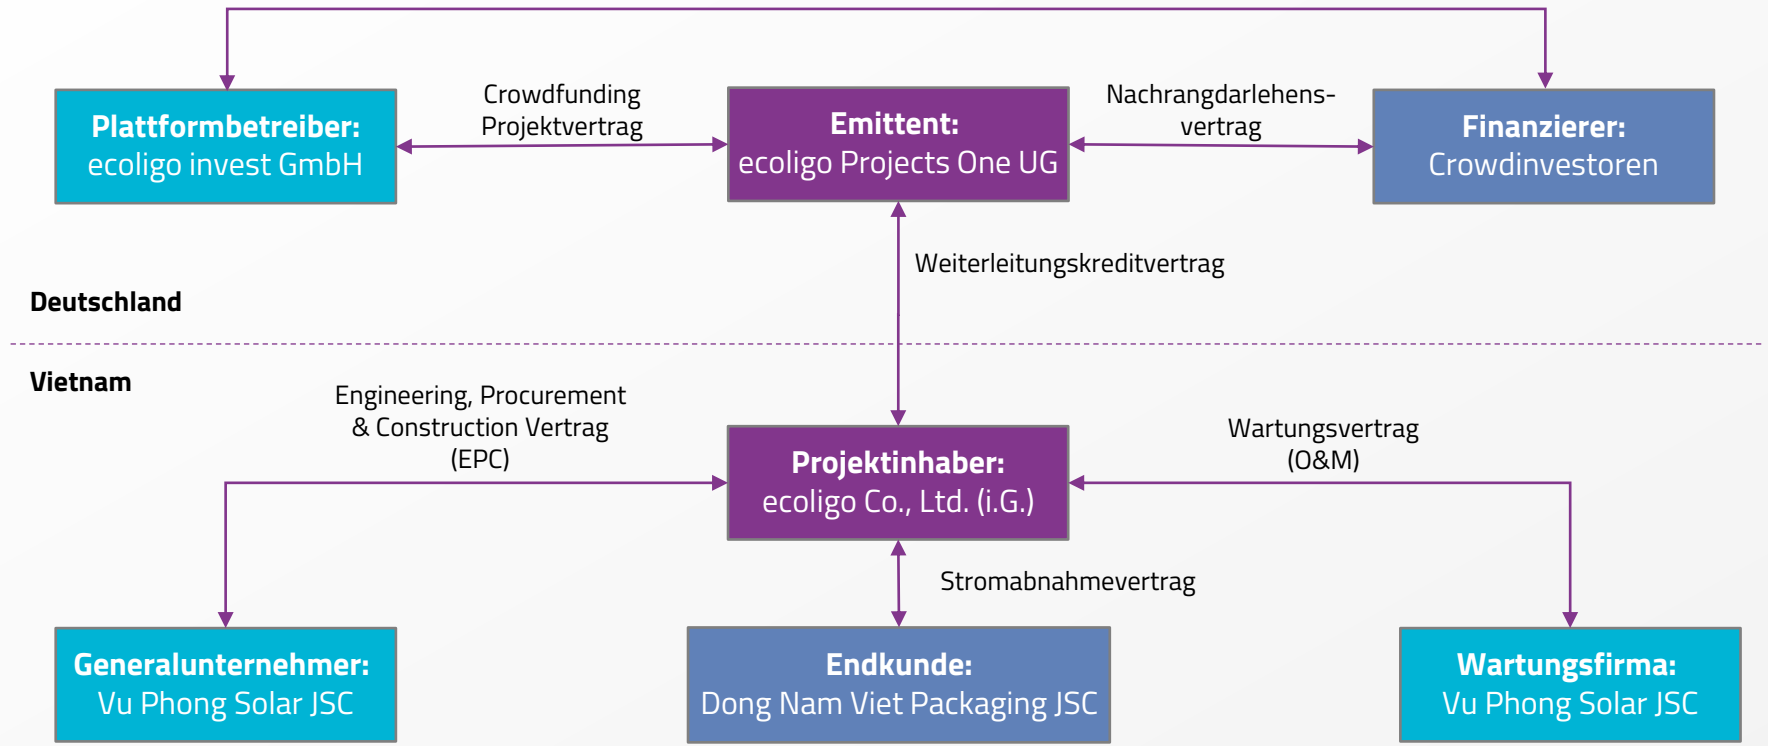 Plattformbetreiber:
ecoligo invest GmbH
Crowdfunding
Projektvertrag
Emittent:
ecoligo Projects One UG
Nachrangdarlehens-
vertrag
Finanzierer:
Crowdinvestoren
Weiterleitungskreditvertrag
Deutschland
Vietnam
Engineering, Procurement
& Construction Vertrag
(EPC)
Projektinhaber:
ecoligo Co., Ltd. (i.G.)
Wartungsvertrag
(O&M)
Stromabnahmevertrag
Generalunternehmer:
Vu Phong Solar JSC
Endkunde:
Dong Nam Viet Packaging JSC
Wartungsfirma:
Vu Phong Solar JSC